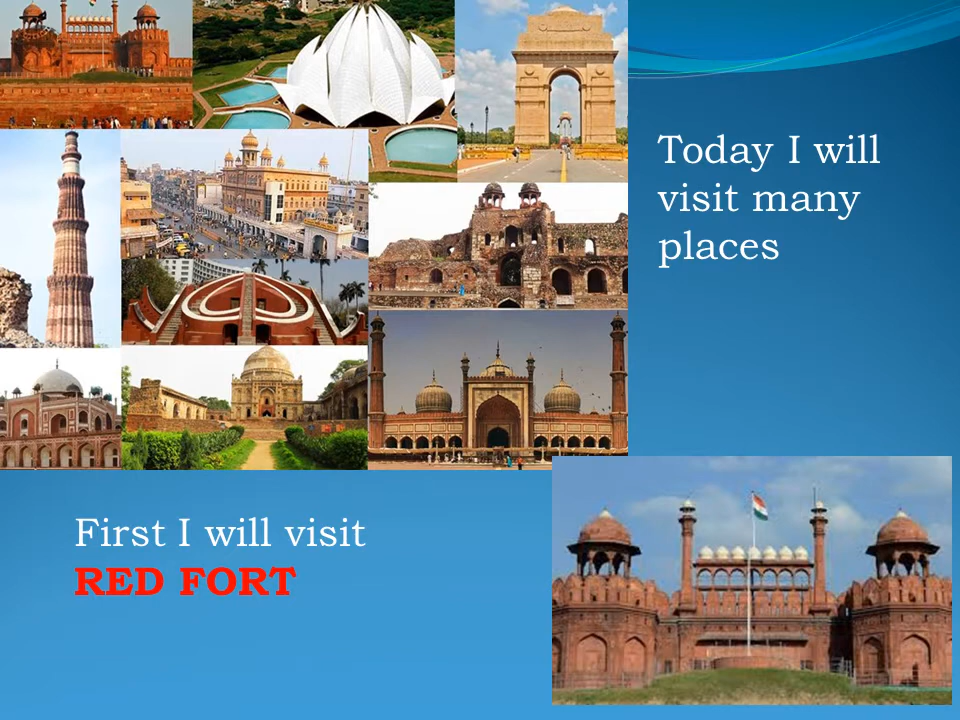 Today I will
visit many
places
First I will visit
RED FORT